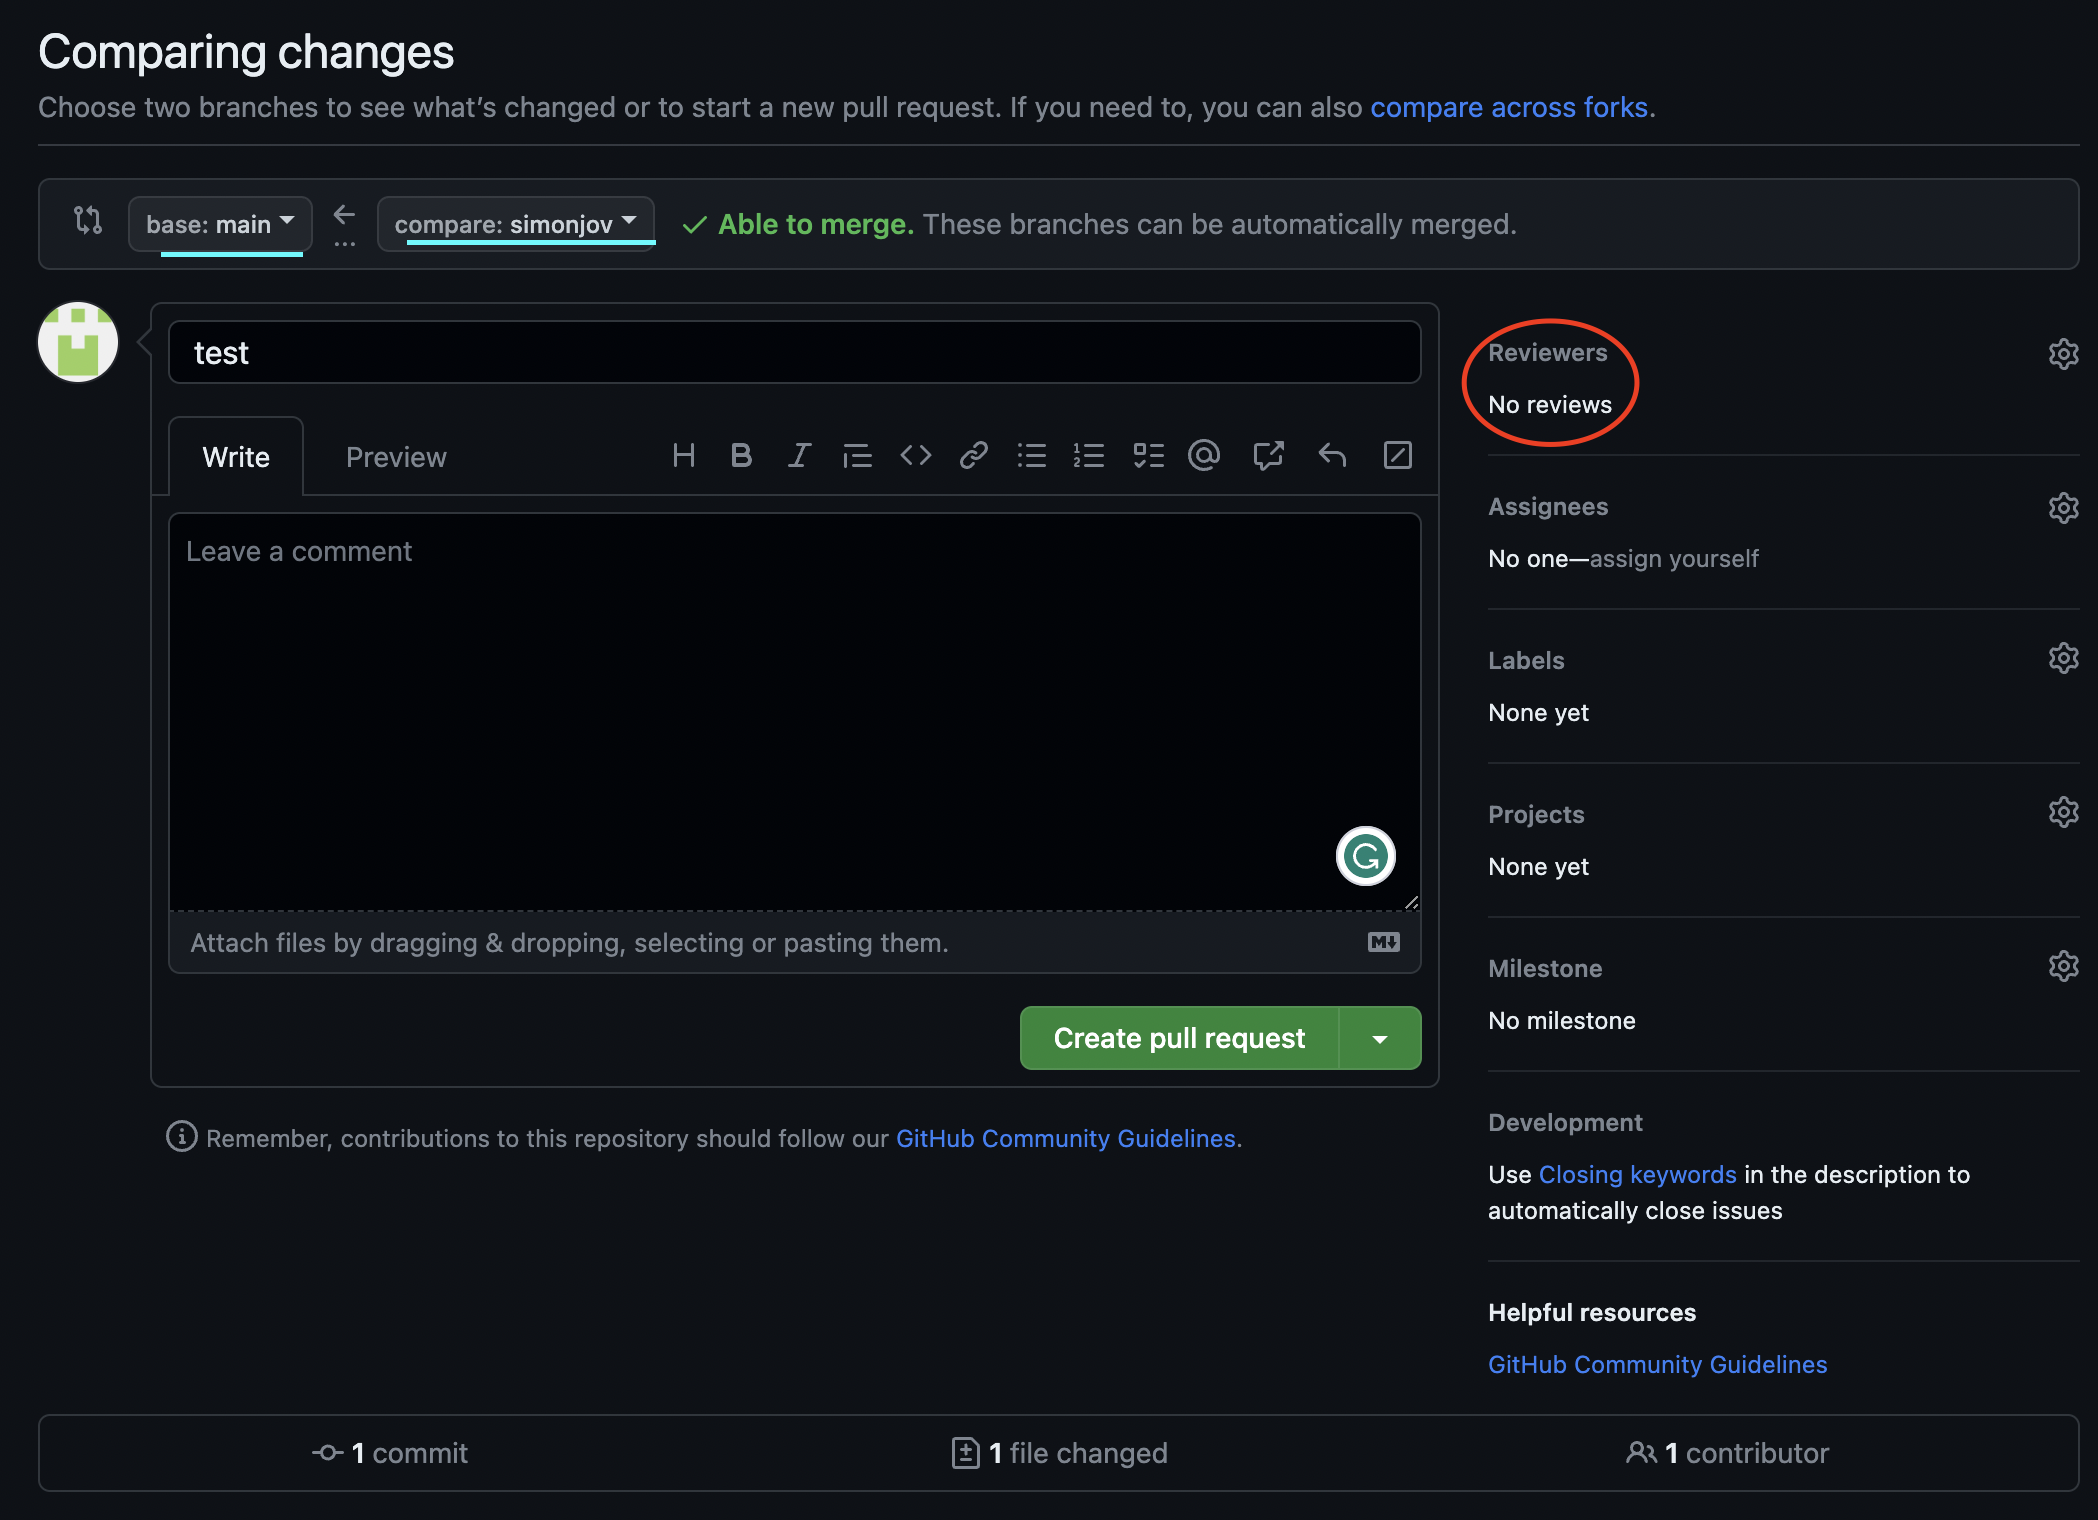 Comparing changes
Choose two branches to see what's changed or to start a new pull request. If you need to, you can also compare across forks.
base: main ... compare: simonjov Able to merge. These branches can be automatically merged.
test
Write Preview
Leave a comment
Attach files by dragging & dropping, selecting or pasting them.
Create pull request
Remember, contributions to this repository should follow our GitHub Community Guidelines.
Reviewers
No reviews
Assignees
No one—assign yourself
Labels
None yet
Projects
None yet
Milestone
No milestone
Development
Use Closing keywords in the description to
automatically close issues
Helpful resources
GitHub Community Guidelines
1 commit 1 file changed 1 contributor